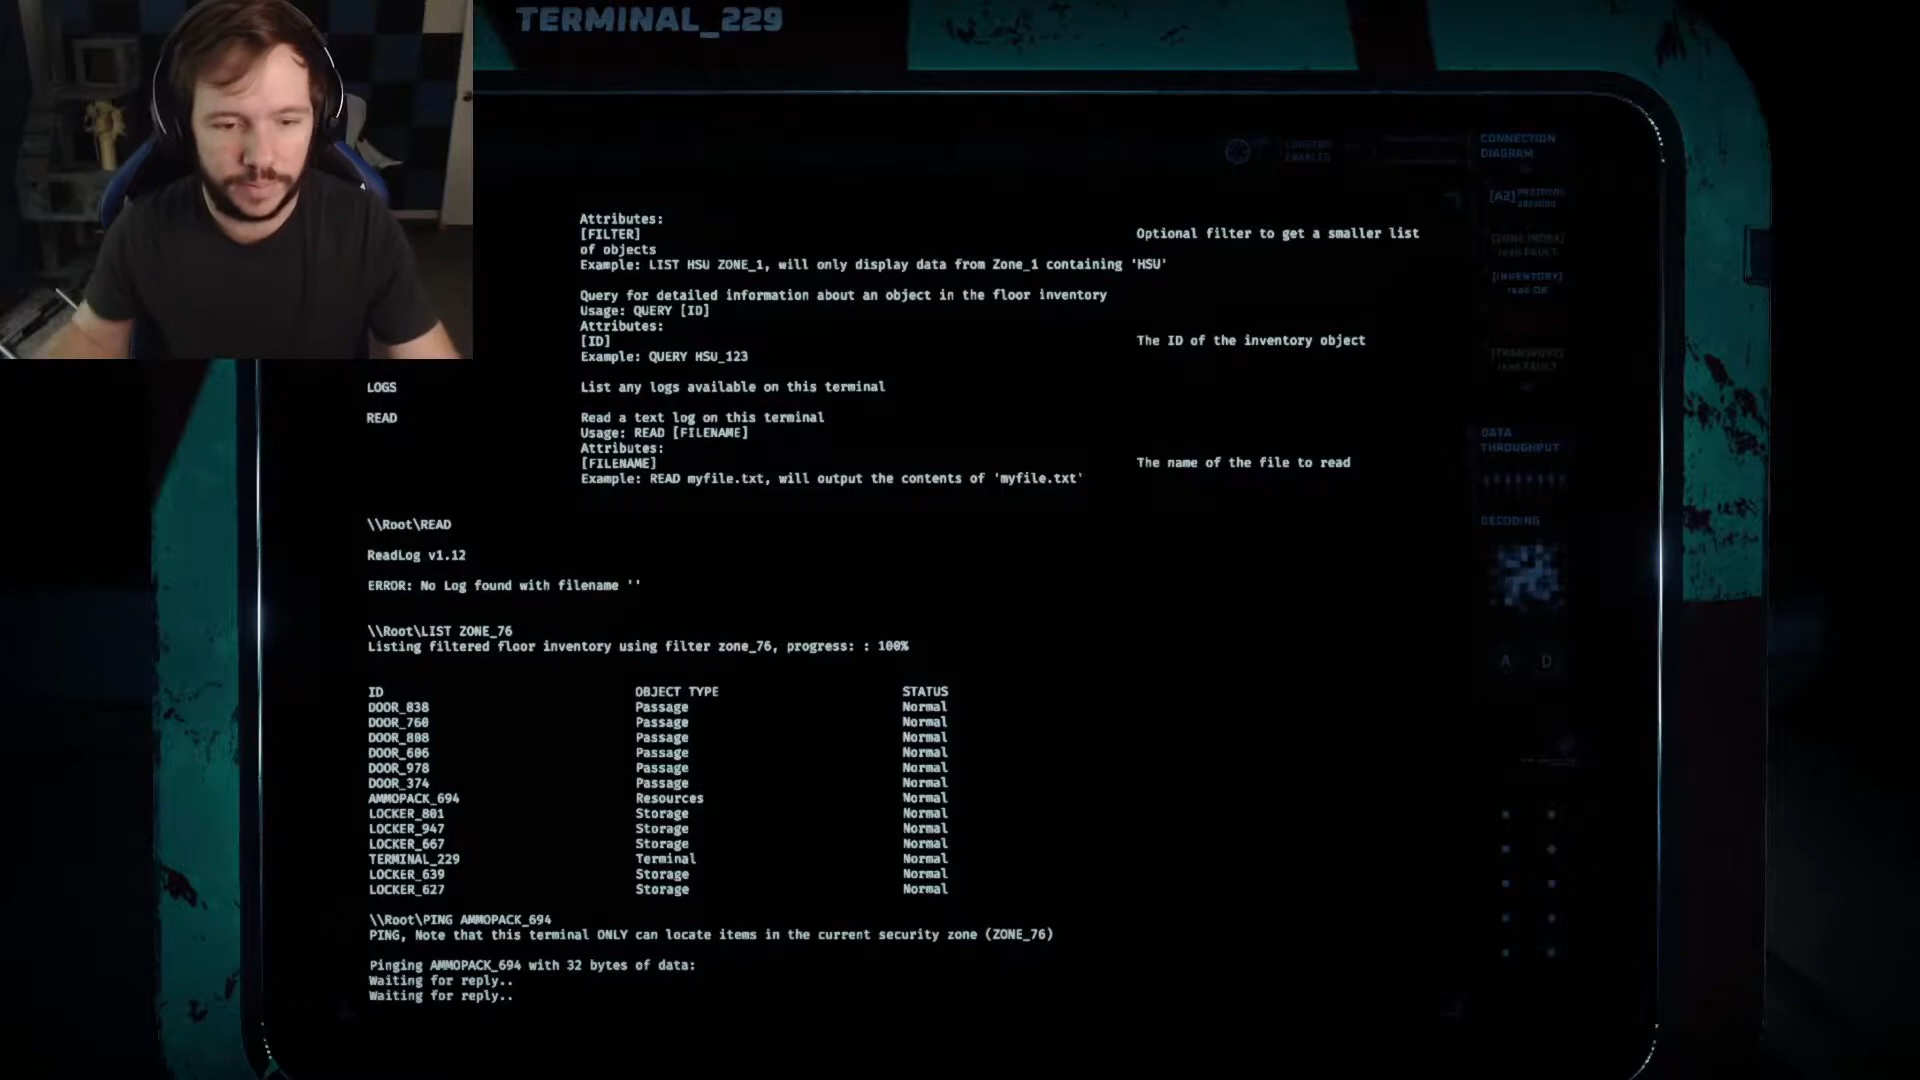 TERMINAL_229
CONNECTION
DIAGRAM
Attributes:
[FILTER] Optional filter to get a smaller list
of objects
Example: LIST HSU ZONE_1, will only display data from Zone_1 containing 'HSU'
Query for detailed information about an object in the floor inventory
Usage: QUERY [ID]
Attributes:
[ID] The ID of the inventory object
Example: QUERY HSU_123
LOGS List any logs available on this terminal
READ Read a text log on this terminal
Usage: READ [FILENAME]
Attributes:
[FILENAME] The name of the file to read
Example: READ myfile.txt, will output the contents of 'myfile.txt'
[A2]
[INVENTORY]
read OK
read FAULT
DATA
THROUGHPUT
DECODING
A D
\\Root\READ
ReadLog v1.12
ERROR: No Log found with filename ''
\\Root\LIST ZONE_76
Listing filtered floor inventory using filter zone_76, progress: : 100%
ID OBJECT TYPE STATUS
DOOR_838 Passage Normal
DOOR_760 Passage Normal
DOOR_808 Passage Normal
DOOR_606 Passage Normal
DOOR_978 Passage Normal
DOOR_374 Passage Normal
AMMOPACK_694 Resources Normal
LOCKER_801 Storage Normal
LOCKER_947 Storage Normal
LOCKER_667 Storage Normal
TERMINAL_229 Terminal Normal
LOCKER_639 Storage Normal
LOCKER_627 Storage Normal
\\Root\PING AMMOPACK_694
PING, Note that this terminal ONLY can locate items in the current security zone (ZONE_76)
Pinging AMMOPACK_694 with 32 bytes of data:
Waiting for reply..
Waiting for reply..